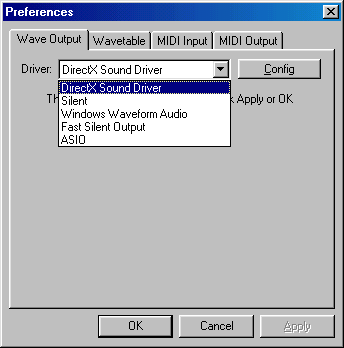 Preferences
Wave Output Wavetable MIDI Input MIDI Output
Driver: DirectX Sound Driver Config
DirectX Sound Driver
Th k Apply or OK
Silent
Windows Waveform Audio
Fast Silent Output
ASIO
OK Cancel Apply